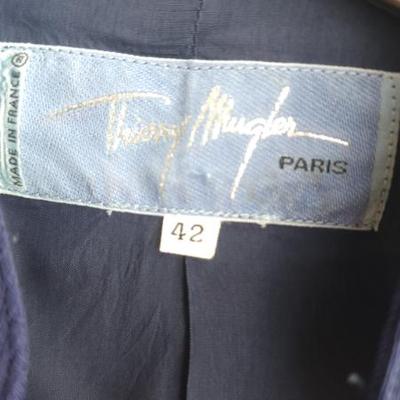 MADE IN FRANCE ®
Thierry Mugler
PARIS
42